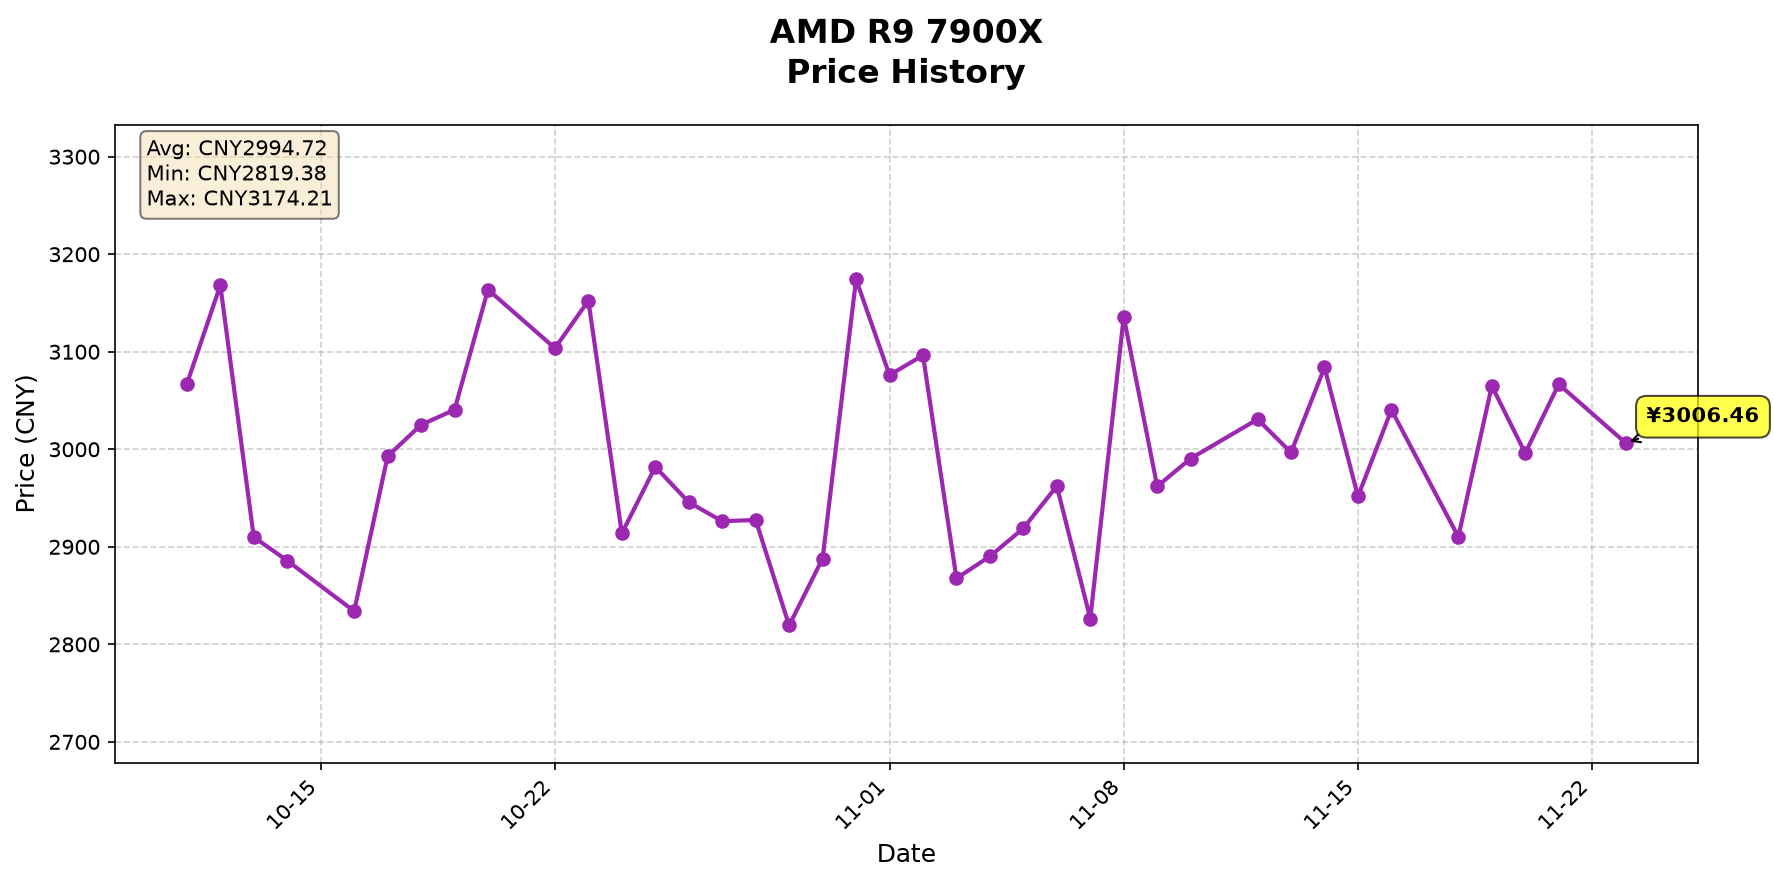 AMD R9 7900X
Price History
Avg: CNY2994.72
Min: CNY2819.38
Max: CNY3174.21
3300
3200
3100
3000
2900
2800
2700
Price (CNY)
¥3006.46
10-15
10-22
11-01
11-08
11-15
11-22
Date